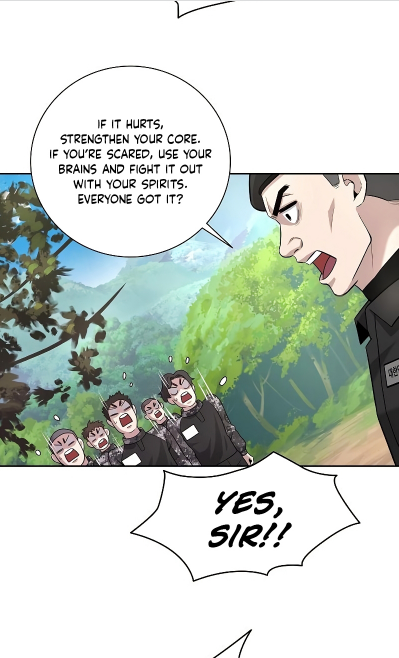 IF IT HURTS,
STRENGTHEN YOUR CORE.
IF YOU'RE SCARED, USE YOUR
BRAINS AND FIGHT IT OUT
WITH YOUR SPIRITS.
EVERYONE GOT IT?
YES,
SIR!!